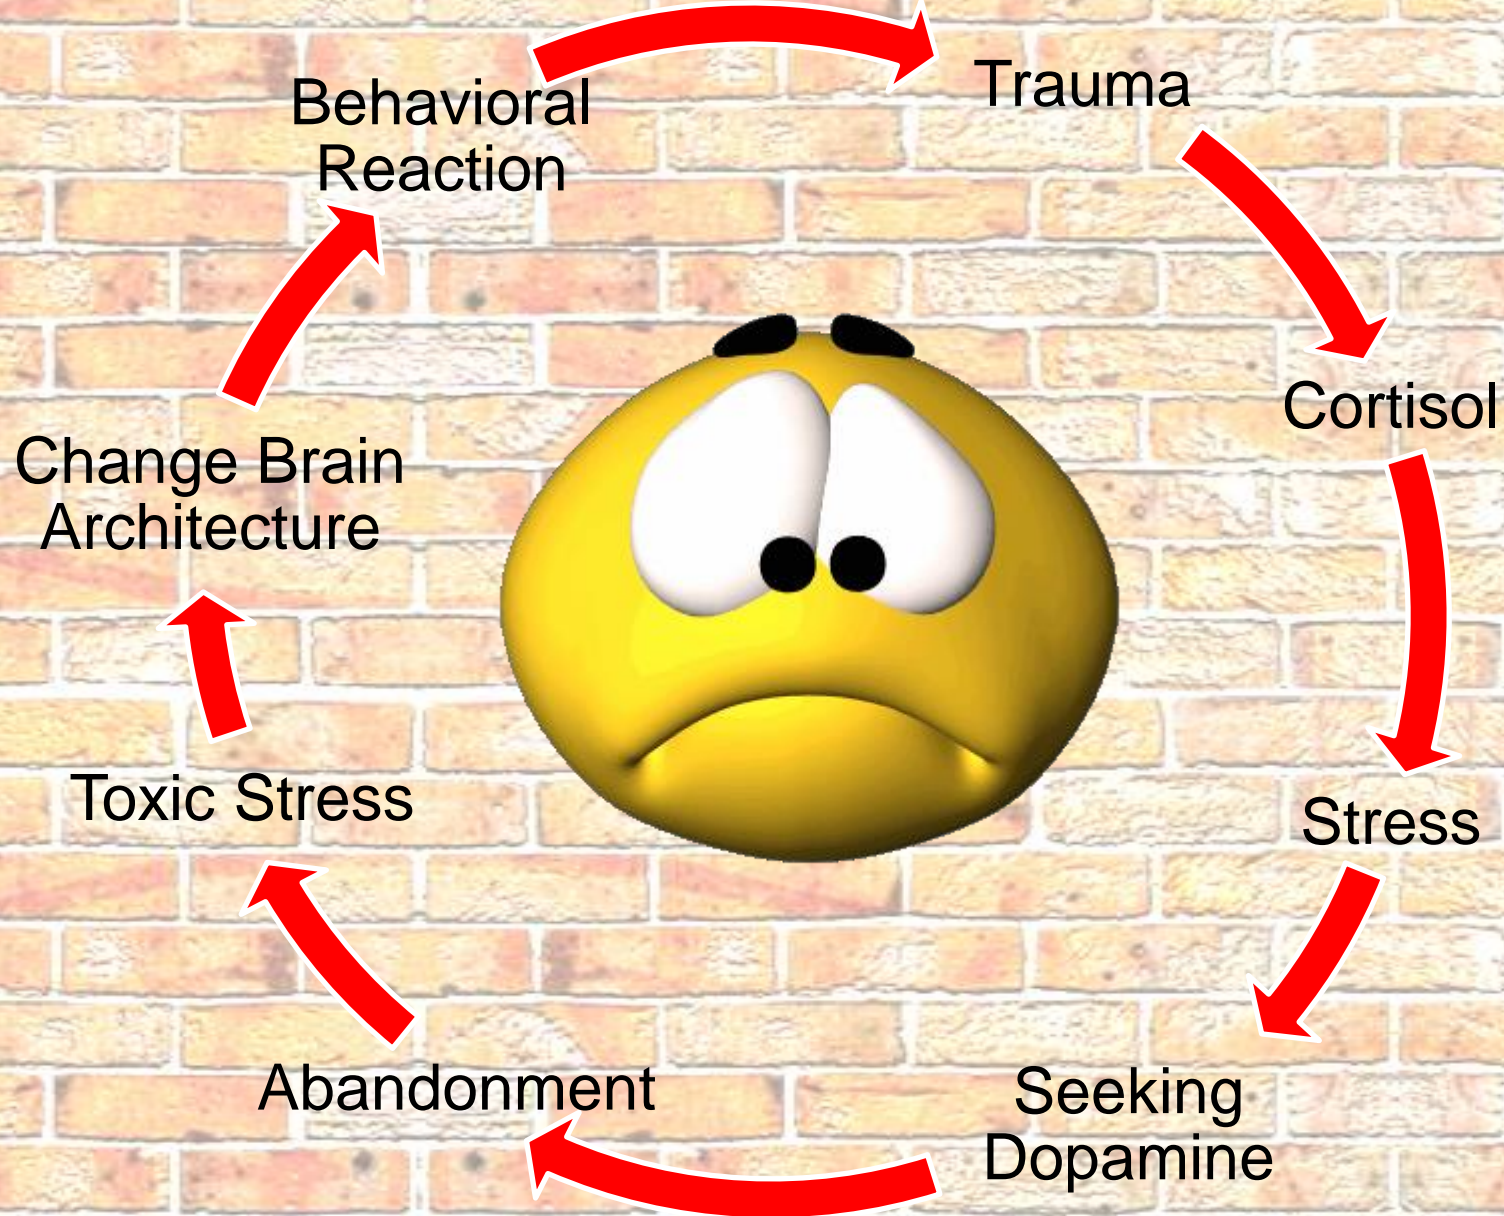 Behavioral
Reaction
Trauma
Cortisol
Change Brain
Architecture
Toxic Stress
Stress
Abandonment
Seeking
Dopamine